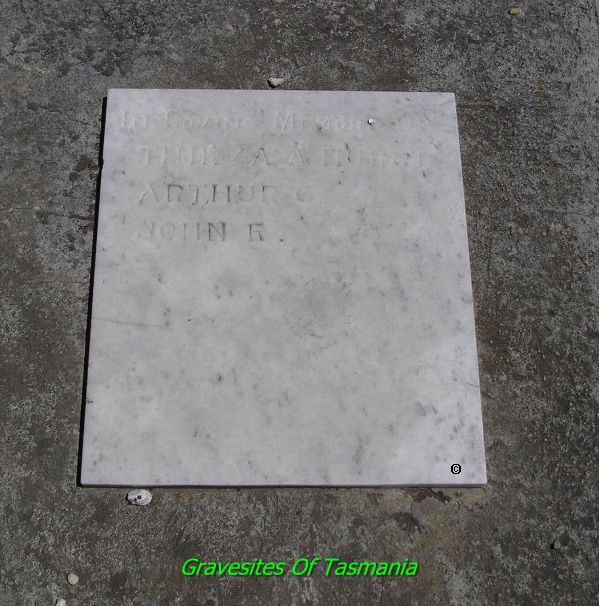 In Loving Memory of
THIRZA A
ARTHUR C.
JOHN R.
©
Gravesites Of Tasmania